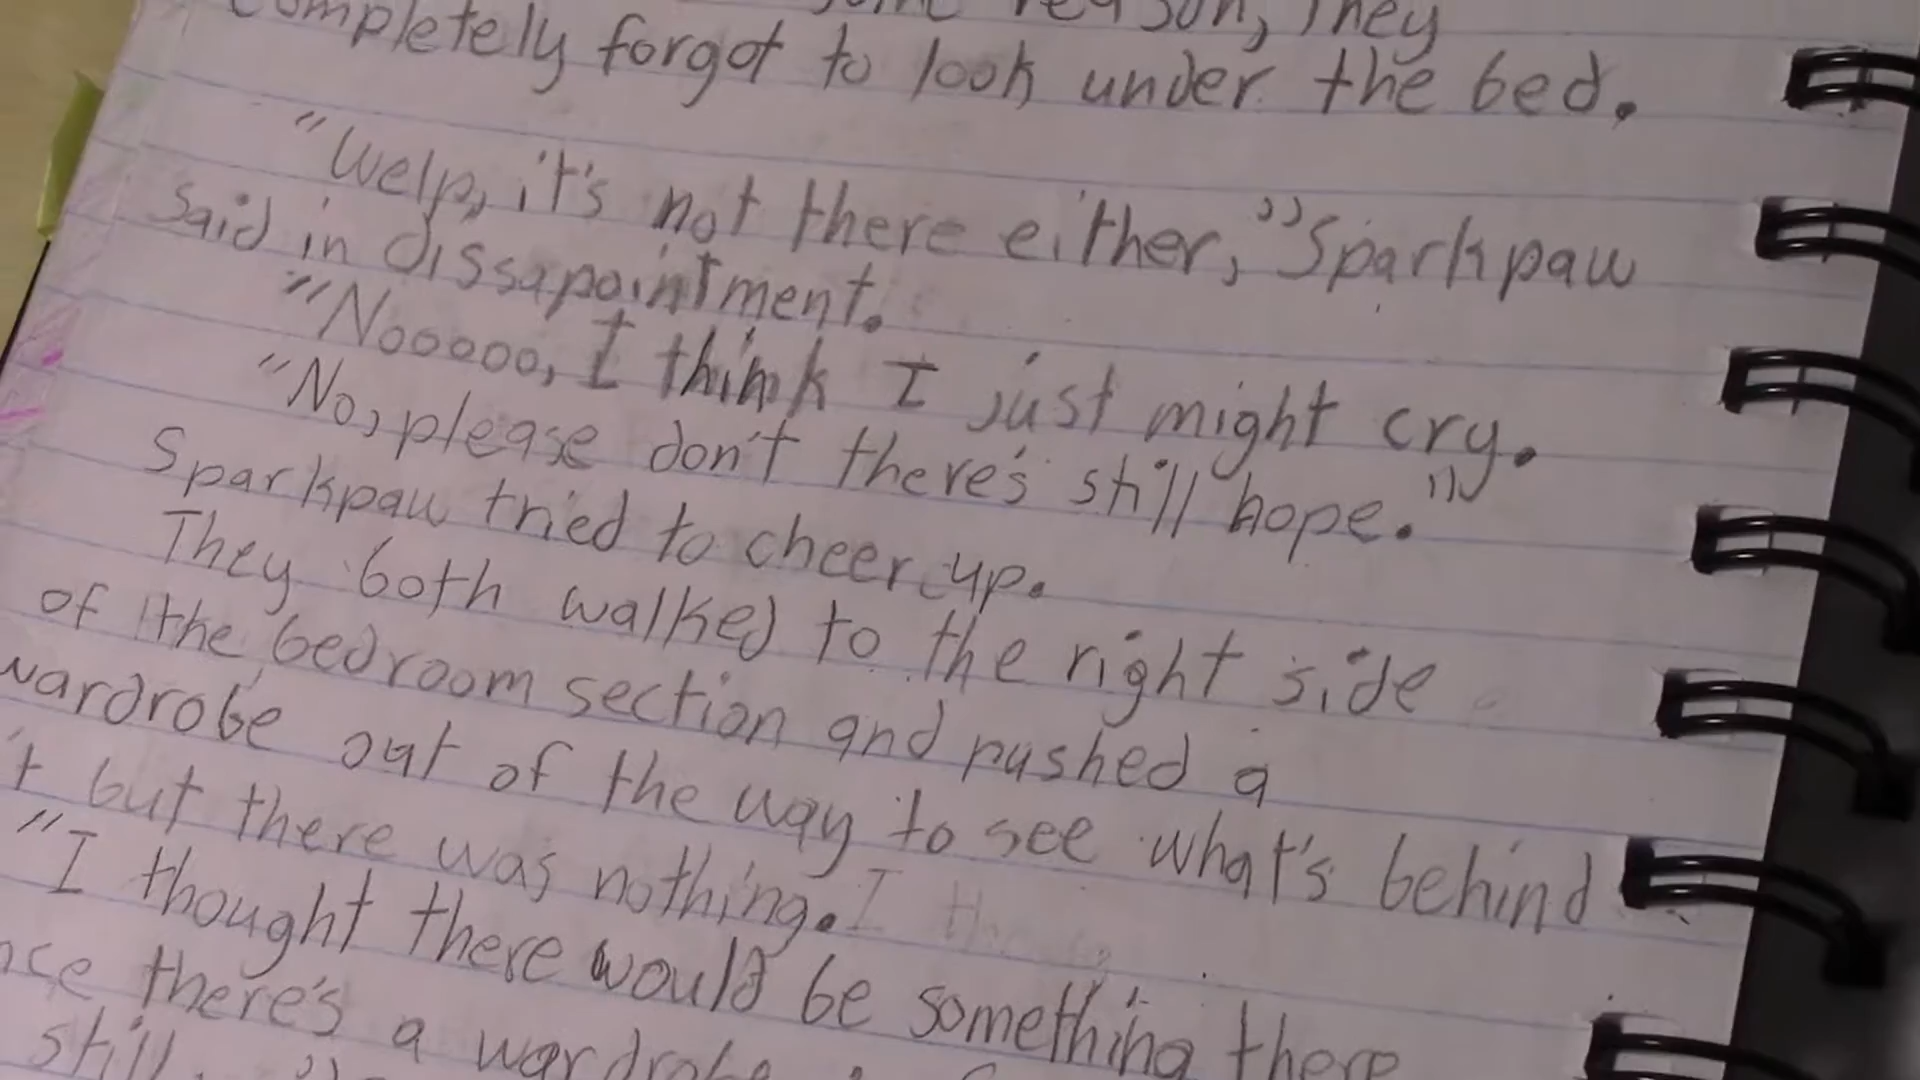 completely forgot to look under the bed.
"Welp, it's not there either," Sparkpaw
said in dissapointment.
"Nooooo, I think I just might cry.
"No, please don't there's still hope."
Sparkpaw tried to cheer up.
They both walked to the right side
of the bedroom section and pushed a
wardrobe out of the way to see what's behind
't but there was nothing. I
"I thought there would be something there
nce there's a wardrobe
still.